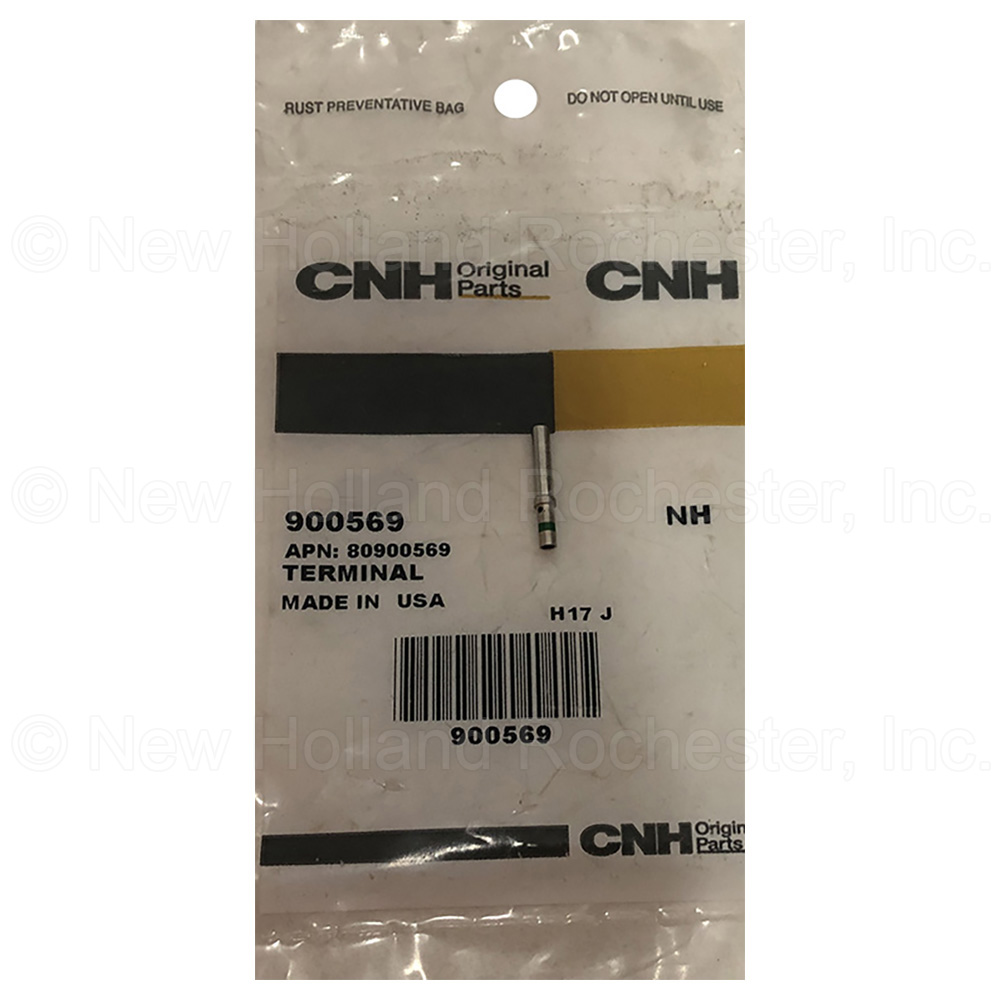 RUST PREVENTATIVE BAG
DO NOT OPEN UNTIL USE
© New Holland Rochester, Inc.
CNH Original Parts
CNH
© New Holland Rochester, Inc.
900569
NH
APN: 80900569
TERMINAL
MADE IN USA
H17 J
900569
© New Holland Rochester, Inc.
CNH Origin
Parts